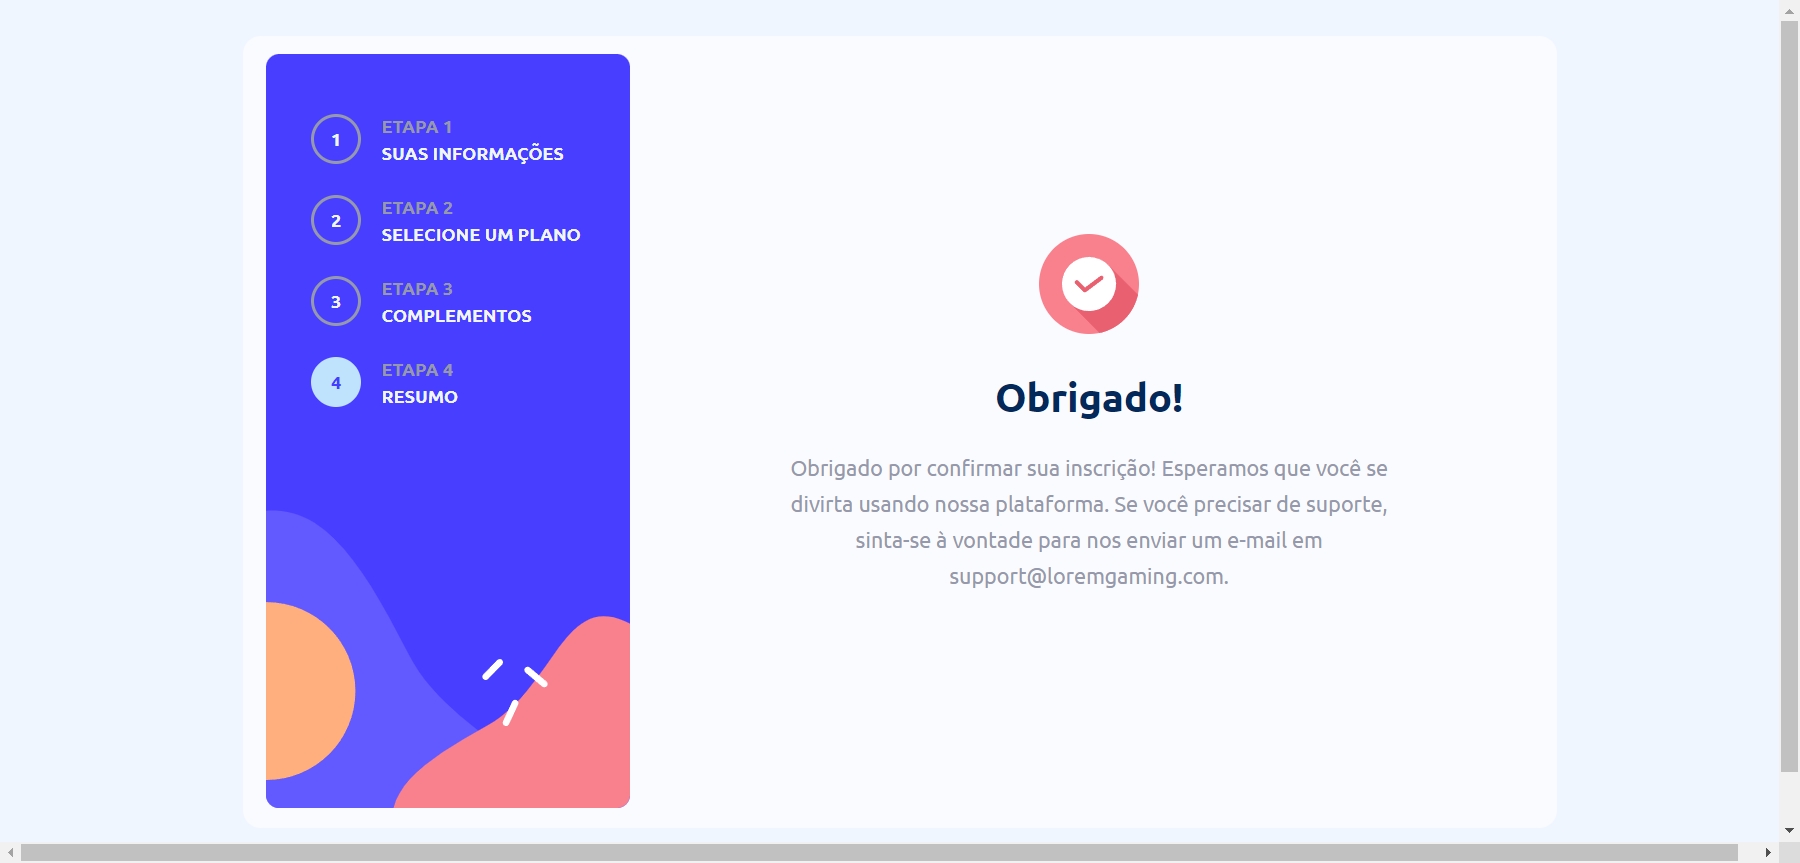 1
ETAPA 1
SUAS INFORMAÇÕES
2
ETAPA 2
SELECIONE UM PLANO
3
ETAPA 3
COMPLEMENTOS
4
ETAPA 4
RESUMO
Obrigado!
Obrigado por confirmar sua inscrição! Esperamos que você se
divirta usando nossa plataforma. Se você precisar de suporte,
sinta-se à vontade para nos enviar um e-mail em
support@loremgaming.com.